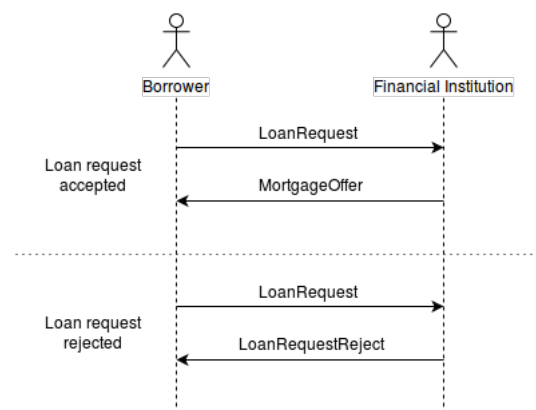 Borrower
Financial Institution
LoanRequest
Loan request
accepted
MortgageOffer
LoanRequest
Loan request
rejected
LoanRequestReject